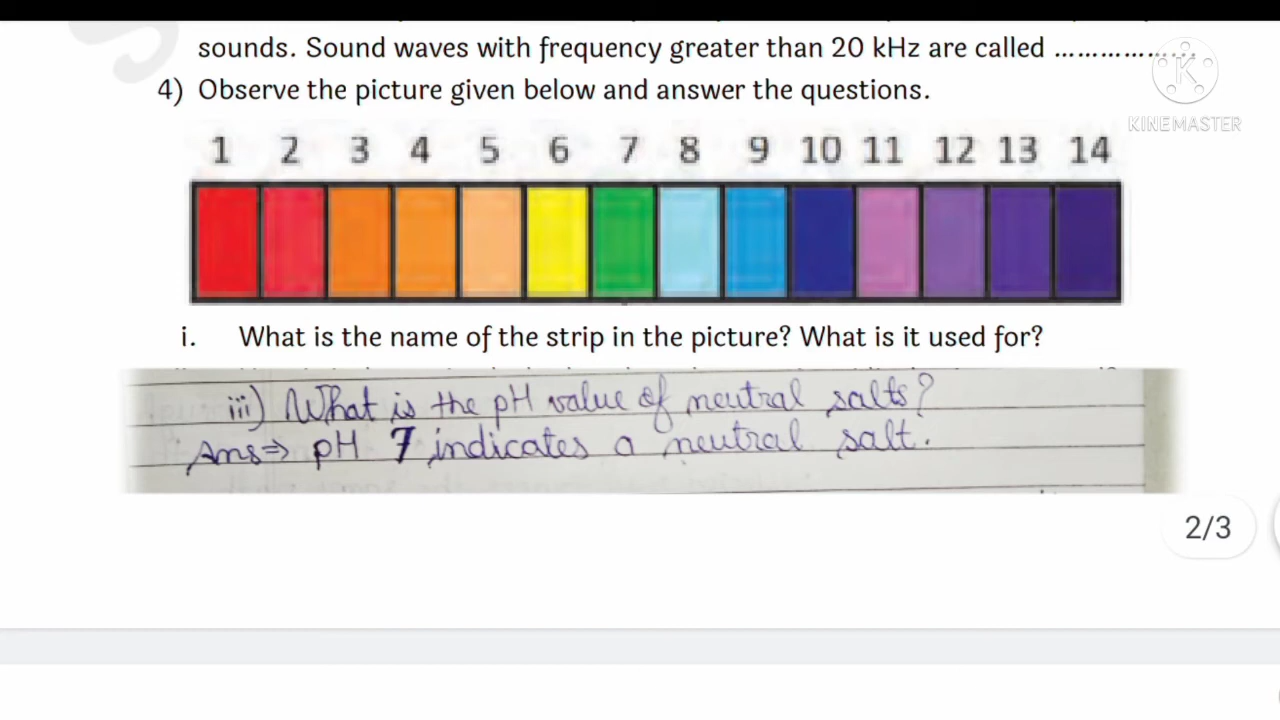 sounds. Sound waves with frequency greater than 20 kHz are called ..................
4) Observe the picture given below and answer the questions.
KINEMASTER
1 2 3 4 5 6 7 8 9 10 11 12 13 14
i. What is the name of the strip in the picture? What is it used for?
iii) What is the pH value of neutral salts?
Ans⇒ pH 7 indicates a neutral salt.
2/3